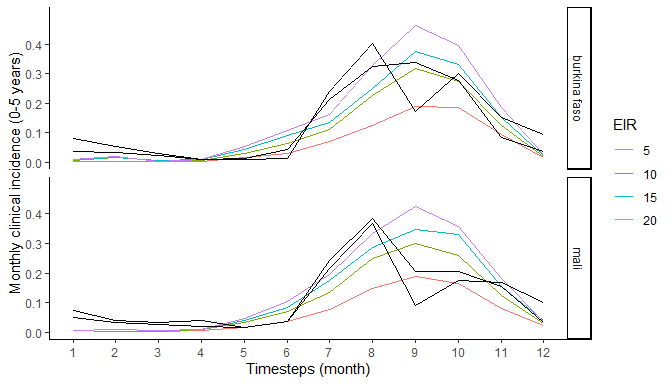 Monthly clinical incidence (0-5 years)
0.4
0.3
0.2
0.1
0.0
burkina faso
0.4
0.3
0.2
0.1
0.0
mali
1 2 3 4 5 6 7 8 9 10 11 12
Timesteps (month)
EIR
5
10
15
20